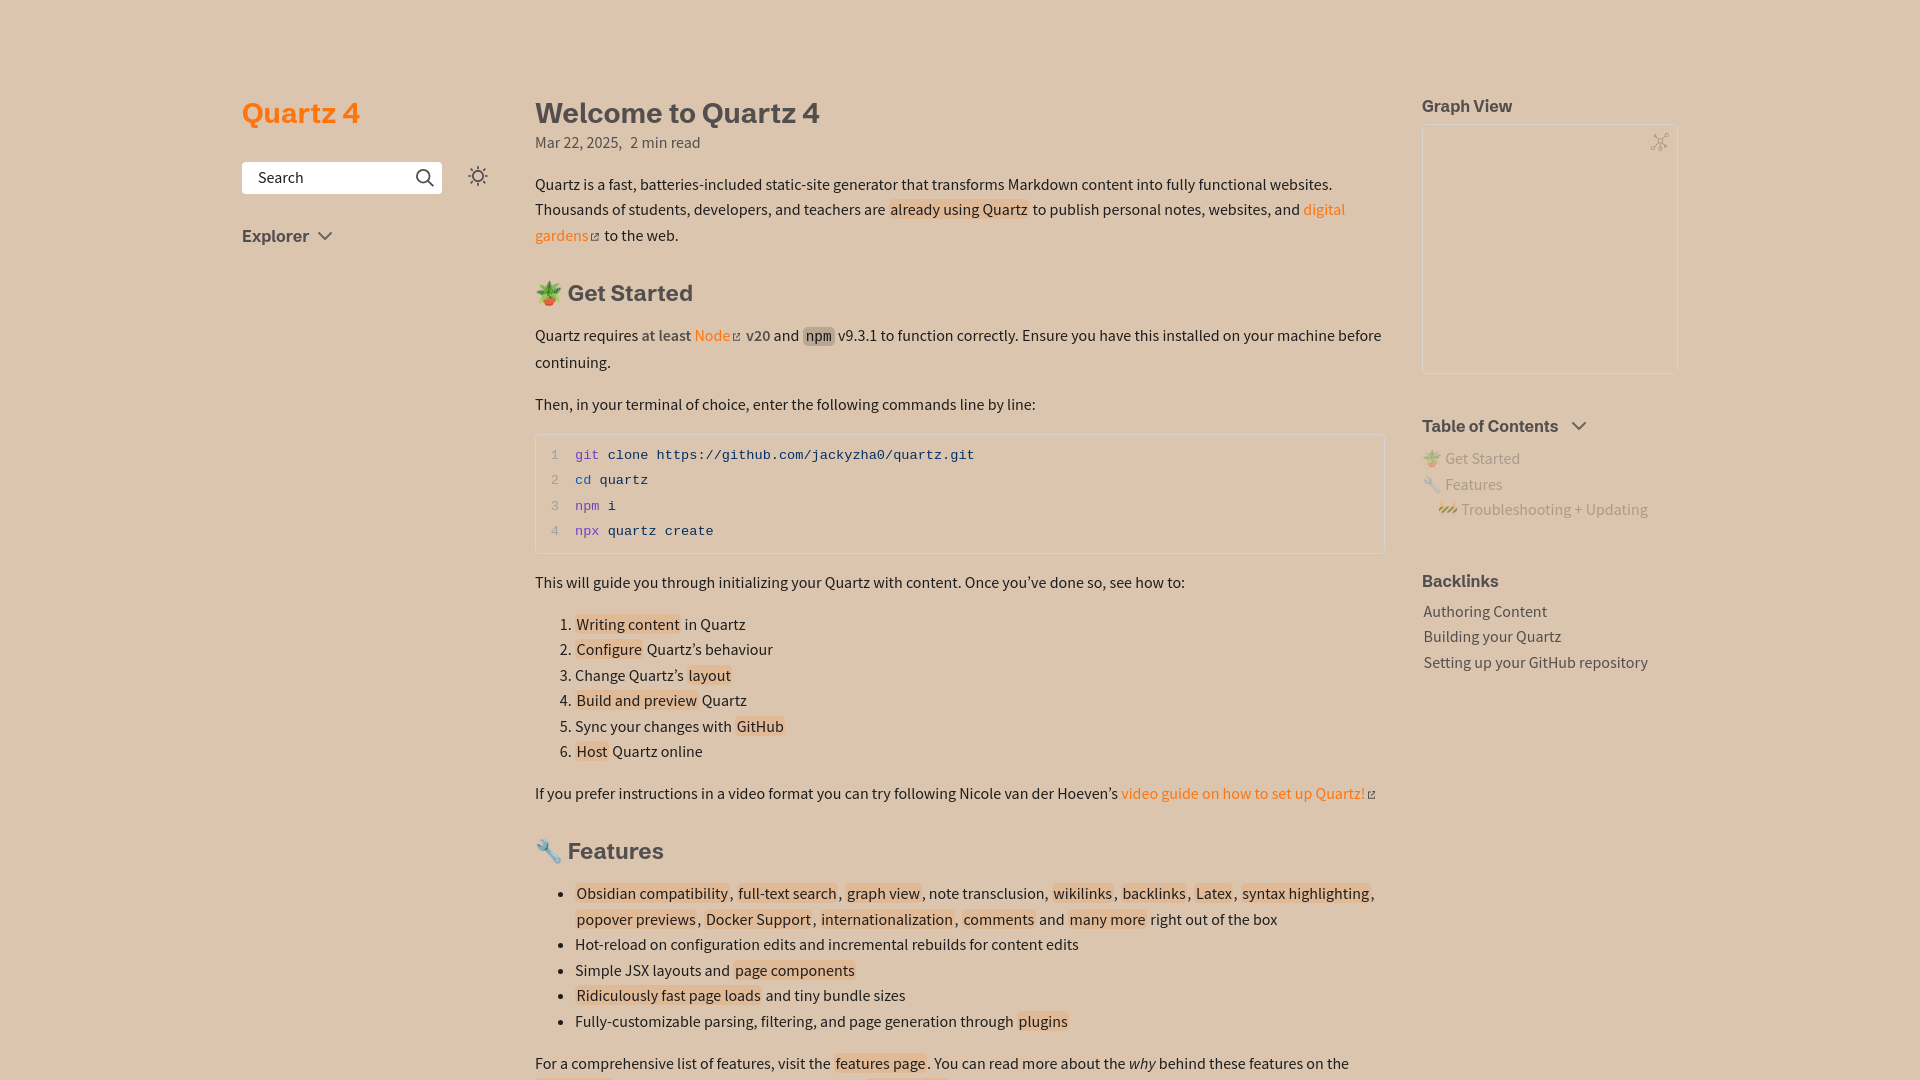 Quartz 4
Search
Explorer
Welcome to Quartz 4
Mar 22, 2025, 2 min read
Quartz is a fast, batteries-included static-site generator that transforms Markdown content into fully functional websites.
Thousands of students, developers, and teachers are already using Quartz to publish personal notes, websites, and digital
gardens to the web.
🪴 Get Started
Quartz requires at least Node v20 and npm v9.3.1 to function correctly. Ensure you have this installed on your machine before
continuing.
Then, in your terminal of choice, enter the following commands line by line:
1 git clone https://github.com/jackyzha0/quartz.git
2 cd quartz
3 npm i
4 npx quartz create
This will guide you through initializing your Quartz with content. Once you’ve done so, see how to:
1. Writing content in Quartz
2. Configure Quartz’s behaviour
3. Change Quartz’s layout
4. Build and preview Quartz
5. Sync your changes with GitHub
6. Host Quartz online
If you prefer instructions in a video format you can try following Nicole van der Hoeven’s video guide on how to set up Quartz!
🔧 Features
• Obsidian compatibility, full-text search, graph view, note transclusion, wikilinks, backlinks, Latex, syntax highlighting,
popover previews, Docker Support, internationalization, comments and many more right out of the box
• Hot-reload on configuration edits and incremental rebuilds for content edits
• Simple JSX layouts and page components
• Ridiculously fast page loads and tiny bundle sizes
• Fully-customizable parsing, filtering, and page generation through plugins
For a comprehensive list of features, visit the features page. You can read more about the why behind these features on the
Graph View
Table of Contents
🪴 Get Started
🔧 Features
🚧 Troubleshooting + Updating
Backlinks
Authoring Content
Building your Quartz
Setting up your GitHub repository